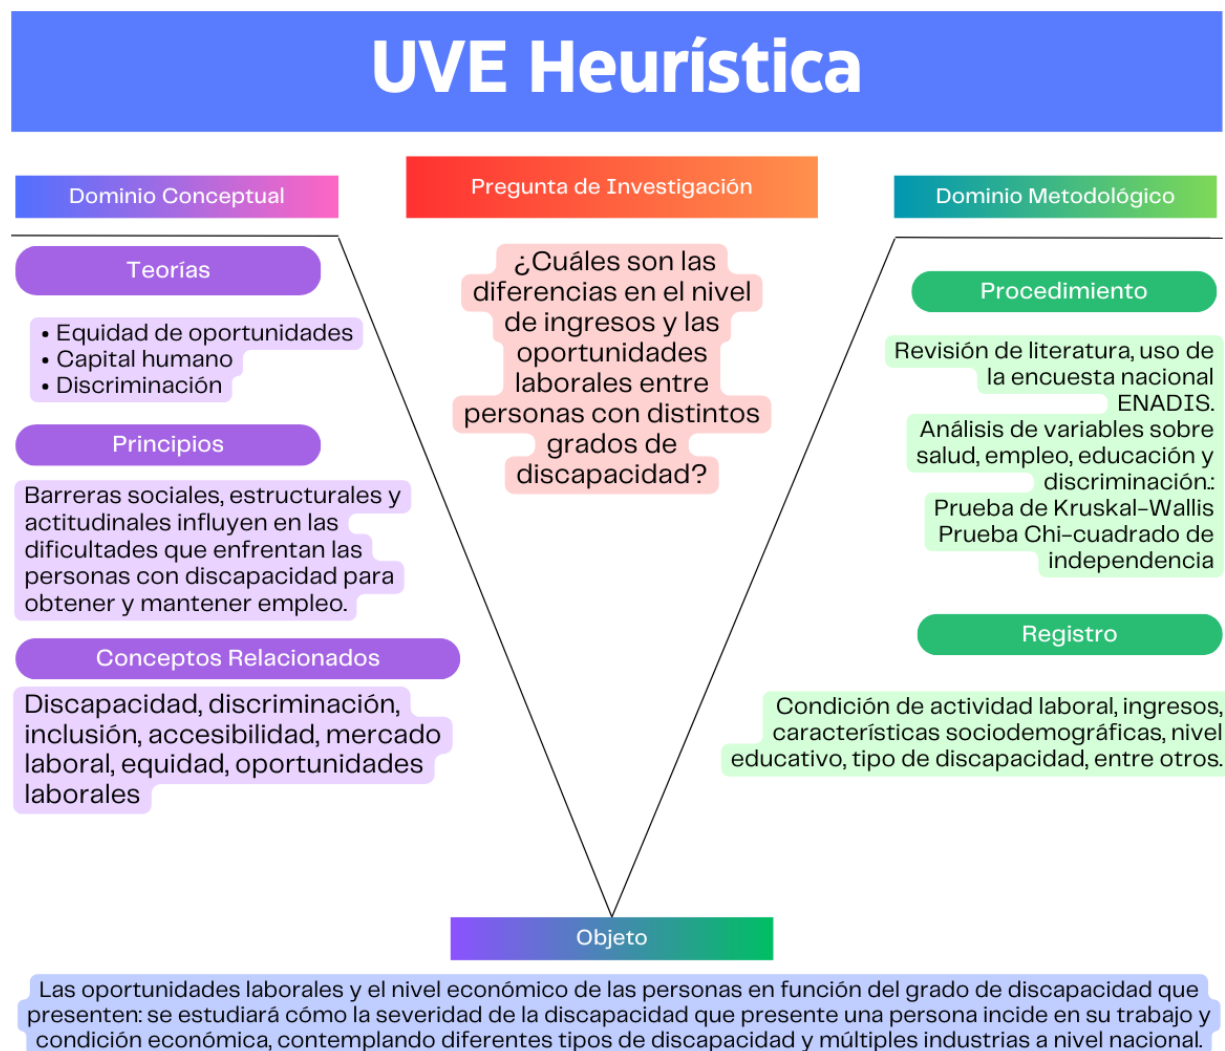 UVE Heurística
Dominio Conceptual
Teorías
• Equidad de oportunidades
• Capital humano
• Discriminación
Principios
Barreras sociales, estructurales y
actitudinales influyen en las
dificultades que enfrentan las
personas con discapacidad para
obtener y mantener empleo.
Conceptos Relacionados
Discapacidad, discriminación,
inclusión, accesibilidad, mercado
laboral, equidad, oportunidades
laborales
Pregunta de Investigación
¿Cuáles son las
diferencias en el nivel
de ingresos y las
oportunidades
laborales entre
personas con distintos
grados de
discapacidad?
Dominio Metodológico
Procedimiento
Revisión de literatura, uso de
la encuesta nacional
ENADIS.
Análisis de variables sobre
salud, empleo, educación y
discriminación.:
Prueba de Kruskal-Wallis
Prueba Chi-cuadrado de
independencia
Registro
Condición de actividad laboral, ingresos,
características sociodemográficas, nivel
educativo, tipo de discapacidad, entre otros.
Objeto
Las oportunidades laborales y el nivel económico de las personas en función del grado de discapacidad que
presenten: se estudiará cómo la severidad de la discapacidad que presente una persona incide en su trabajo y
condición económica, contemplando diferentes tipos de discapacidad y múltiples industrias a nivel nacional.